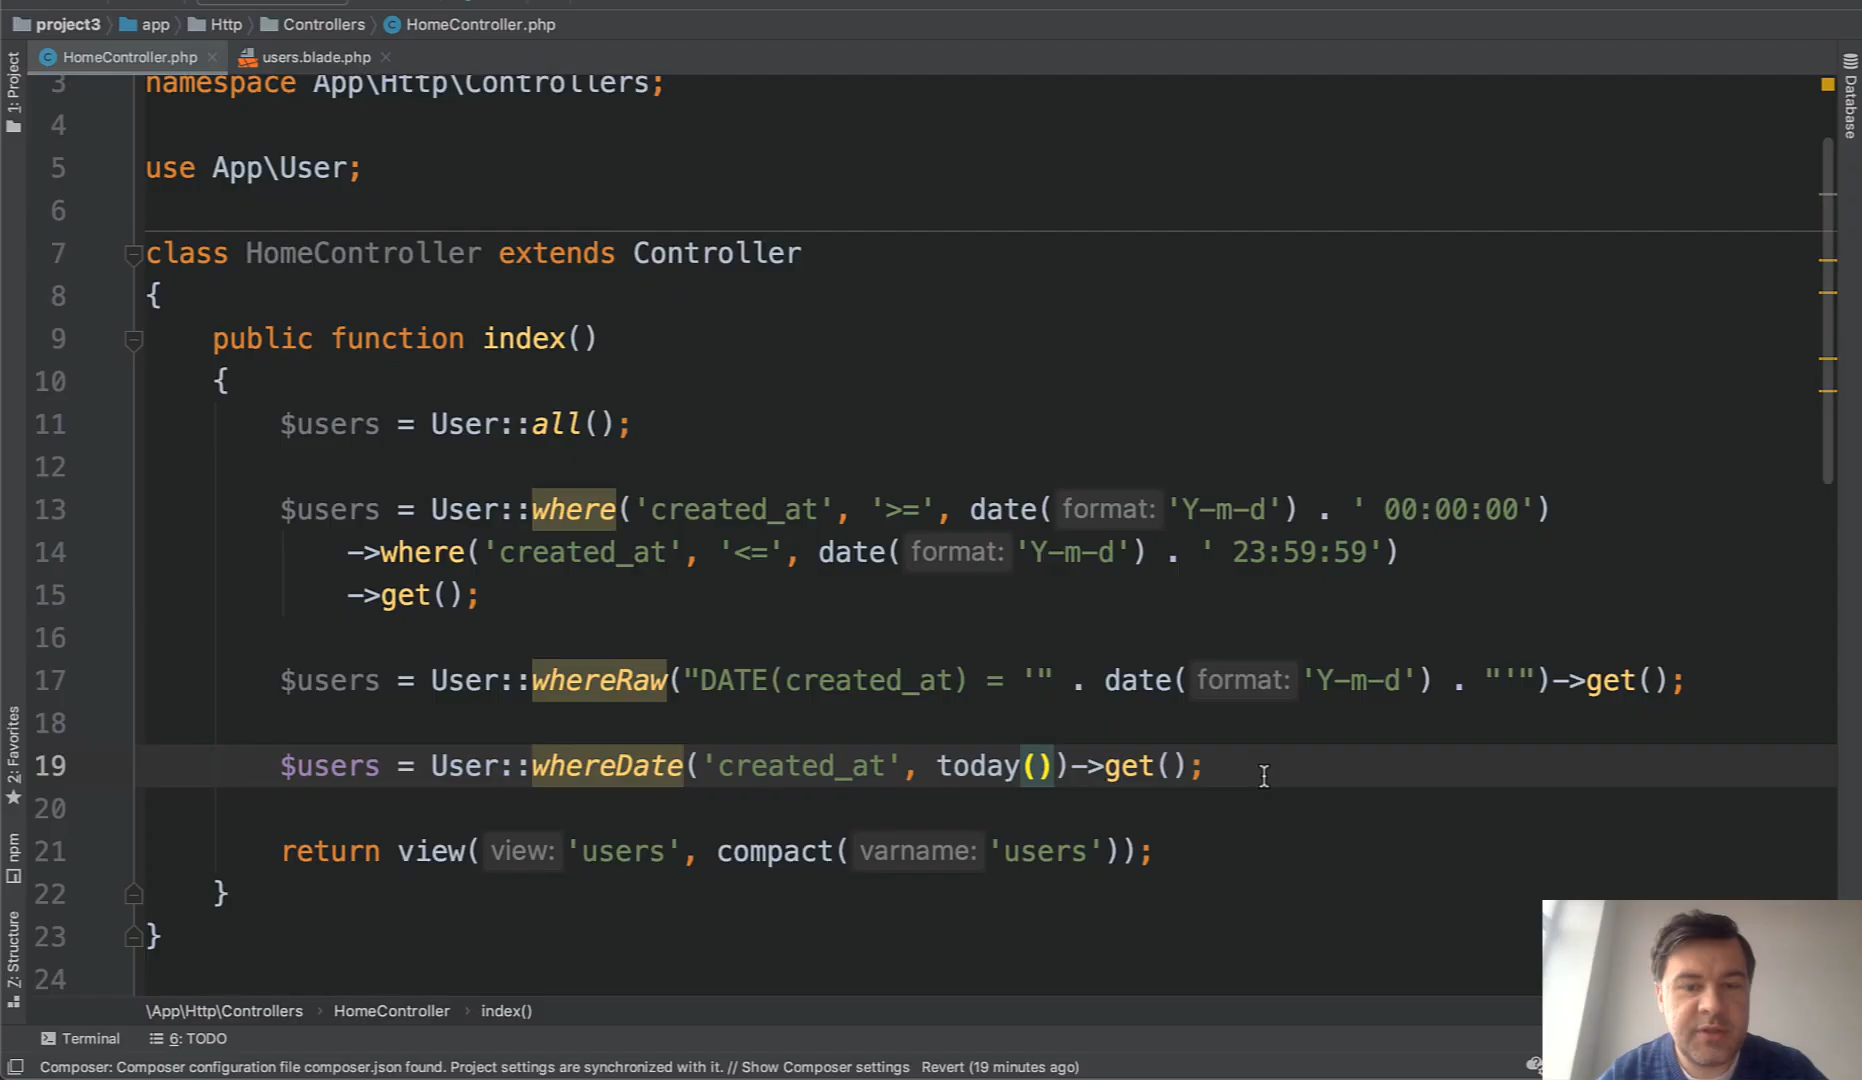 project3 app Http Controllers HomeController.php
HomeController.php users.blade.php
1: Project
Database
3 namespace App\Http\Controllers;
4
5 use App\User;
6
7 class HomeController extends Controller
8 {
9 public function index()
10 {
11 $users = User::all();
12
13 $users = User::where('created_at', '>=', date( format: 'Y-m-d') . ' 00:00:00')
14 ->where('created_at', '<=', date( format: 'Y-m-d') . ' 23:59:59')
15 ->get();
16
17 $users = User::whereRaw("DATE(created_at) = '" . date( format: 'Y-m-d') . "'")->get();
18
19 $users = User::whereDate('created_at', today())->get();
20
21 return view( view: 'users', compact( varname: 'users'));
22 }
23 }
24
2: Favorites
npm
Z: Structure
\App\Http\Controllers › HomeController › index()
Terminal 6: TODO
Composer: Composer configuration file composer.json found. Project settings are synchronized with it. // Show Composer settings Revert (19 minutes ago)